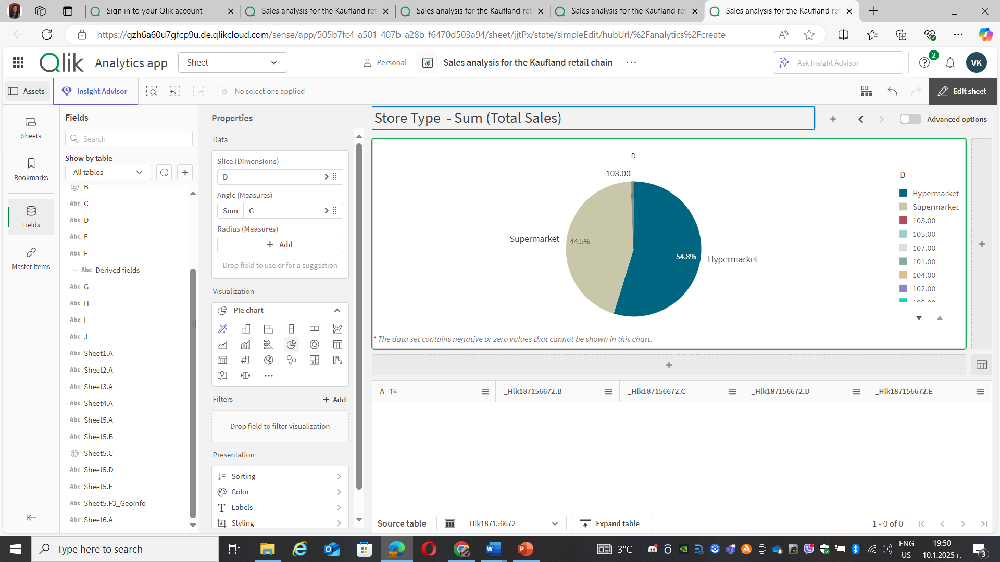 Sign in to your Qlik account
Sales analysis for the Kaufland ret
Sales analysis for the Kaufland ret
Sales analysis for the Kaufland ret
Sales analysis for the Kaufland ret
https://gzh6a60u7gfcp9u.de.qlikcloud.com/sense/app/505b7fc4-a501-407b-a28b-f6470d503a94/sheet/jjtPx/state/simpleEdit/hubUrl/%2Fanalytics%2Fcreate
Qlik
Analytics app
Sheet
Personal
Sales analysis for the Kaufland retail chain
Ask Insight Advisor
2
VK
Assets
Insight Advisor
No selections applied
Edit sheet
Sheets
Bookmarks
Fields
Master items
Fields
Search
Show by table
All tables
B
Abc C
Abc D
Abc E
Abc F
Abc Derived fields
Abc G
Abc H
Abc I
Abc J
Abc Sheet1.A
Abc Sheet2.A
Abc Sheet3.A
Abc Sheet4.A
Abc Sheet5.A
Abc Sheet5.B
Sheet5.C
Abc Sheet5.D
Abc Sheet5.E
Abc Sheet5.F3_GeoInfo
Abc Sheet6.A
Properties
Data
Slice (Dimensions)
D
Angle (Measures)
Sum G
Radius (Measures)
Add
Drop field to use or for a suggestion
Visualization
Pie chart
#1
Filters
Add
Drop field to filter visualization
Presentation
Sorting
Color
Labels
Styling
Store Type - Sum (Total Sales)
Advanced options
D
103.00
Supermarket
44.5%
54.8%
Hypermarket
D
Hypermarket
Supermarket
103.00
105.00
107.00
101.00
104.00
102.00
109.00
* The data set contains negative or zero values that cannot be shown in this chart.
A
_Hlk187156672.B
_Hlk187156672.C
_Hlk187156672.D
_Hlk187156672.E
Source table
_Hlk187156672
Expand table
1 - 0 of 0
Type here to search
3°C
ENG
US
19:50
10.1.2025 г.
3